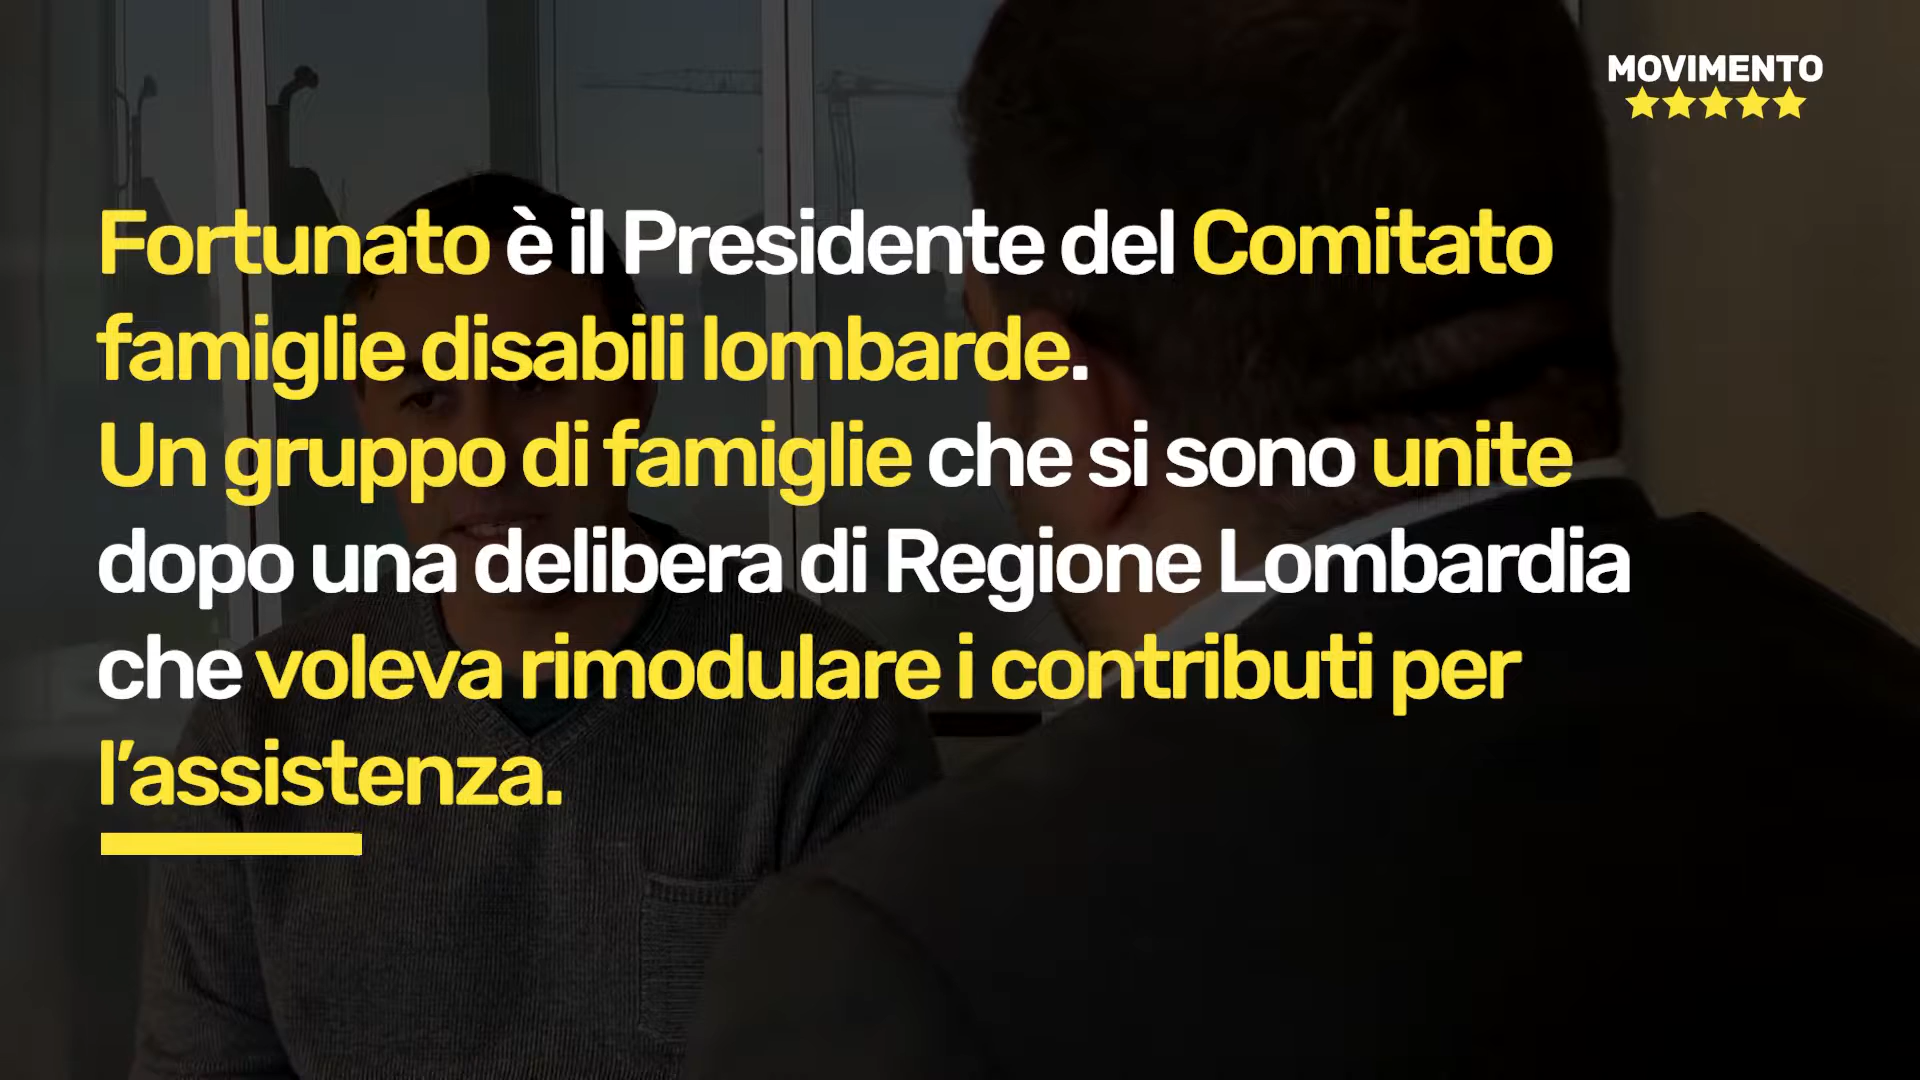 MOVIMENTO
Fortunato è il Presidente del Comitato
famiglie disabili lombarde.
Un gruppo di famiglie che si sono unite
dopo una delibera di Regione Lombardia
che voleva rimodulare i contributi per
l’assistenza.